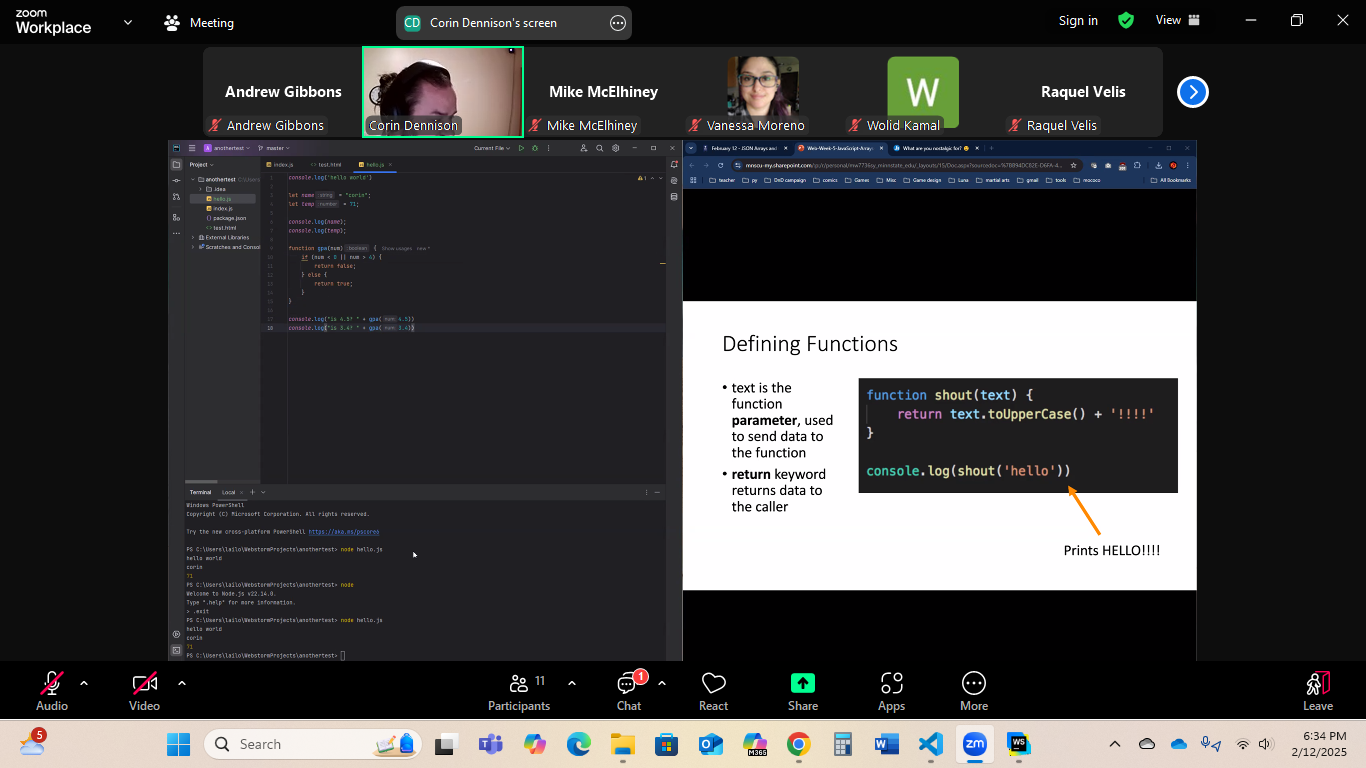 zoom
Workplace
Meeting
CD Corin Dennison's screen
Sign in
View
Andrew Gibbons
Mike McElhiney
W
Raquel Velis
Andrew Gibbons
Corin Dennison
Mike McElhiney
Vanessa Moreno
Wolid Kamal
Raquel Velis
anothertest
master
Current File
Project
index.js
test.html
hello.js
anothertest
.idea
hello.js
index.js
package.json
test.html
External Libraries
Scratches and Consol
console.log('hello world')
let name :string = "corin";
let temp :number = 71;
console.log(name);
console.log(temp);
function gpa(num) :boolean { Show usages new *
if (num < 0 || num > 4) {
return false;
} else {
return true;
}
}
console.log("is 4.5? " + gpa( num: 4.5))
console.log("is 3.4? " + gpa( num: 3.4))
Terminal
Local
Windows PowerShell
Copyright (C) Microsoft Corporation. All rights reserved.
Try the new cross-platform PowerShell https://aka.ms/pscore6
PS C:\Users\lailo\WebstormProjects\anothertest> node hello.js
hello world
corin
71
PS C:\Users\lailo\WebstormProjects\anothertest> node
Welcome to Node.js v22.14.0.
Type ".help" for more information.
> .exit
PS C:\Users\lailo\WebstormProjects\anothertest> node hello.js
hello world
corin
71
PS C:\Users\lailo\WebstormProjects\anothertest>
February 12 - JSON Arrays and
Web-Week-5-JavaScript-Array
What are you nostalgic for?
teacher
py
DnD campaign
comics
Games
Misc
Game design
Luna
martial arts
gmail
tools
mococo
All Bookmarks
Defining Functions
• text is the
function
parameter, used
to send data to
the function
• return keyword
returns data to
the caller
function shout(text) {
return text.toUpperCase() + '!!!!'
}
console.log(shout('hello'))
Prints HELLO!!!!
Audio
Video
Participants
11
Chat
1
React
Share
Apps
More
Leave
5
Search
M365
zm
WS
6:34 PM
2/12/2025